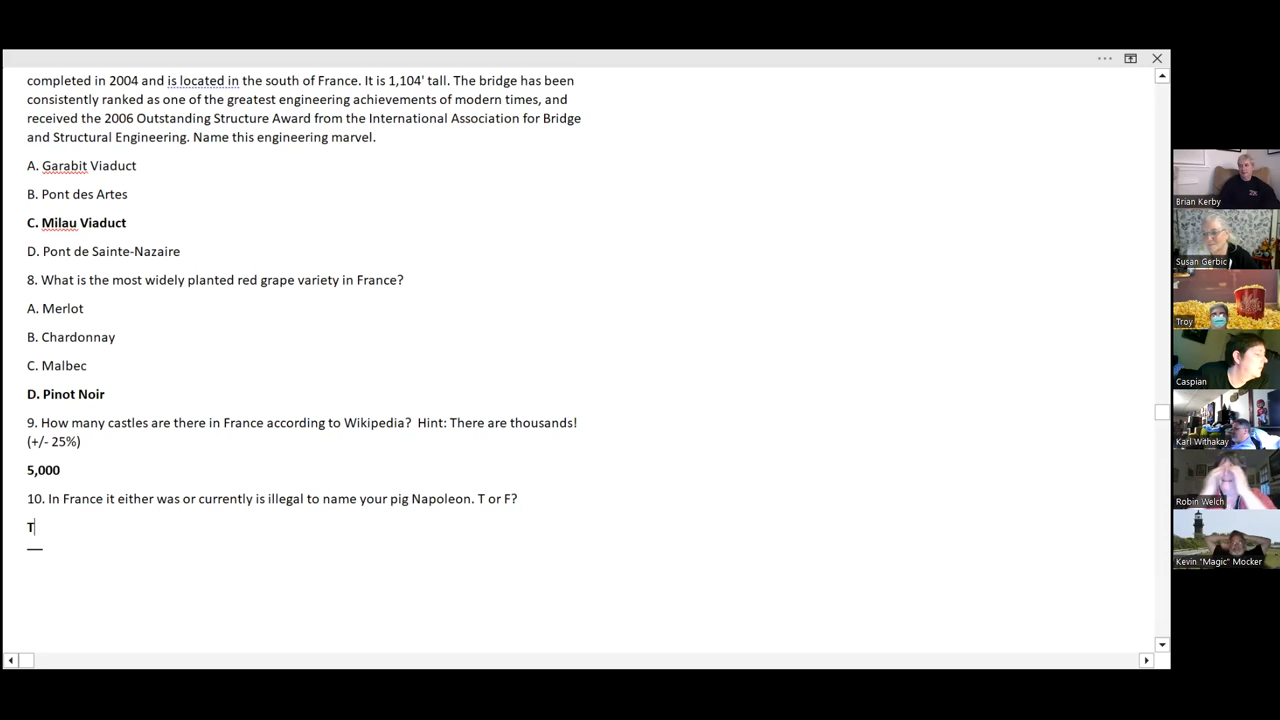 completed in 2004 and is located in the south of France. It is 1,104' tall. The bridge has been
consistently ranked as one of the greatest engineering achievements of modern times, and
received the 2006 Outstanding Structure Award from the International Association for Bridge
and Structural Engineering. Name this engineering marvel.
A. Garabit Viaduct
B. Pont des Artes
C. Milau Viaduct
D. Pont de Sainte-Nazaire
8. What is the most widely planted red grape variety in France?
A. Merlot
B. Chardonnay
C. Malbec
D. Pinot Noir
9. How many castles are there in France according to Wikipedia?  Hint: There are thousands!
(+/- 25%)
5,000
10. In France it either was or currently is illegal to name your pig Napoleon. T or F?
T
Brian Kerby
Susan Gerbic
Troy
Caspian
Karl Withakay
Robin Welch
Kevin "Magic" Mocker